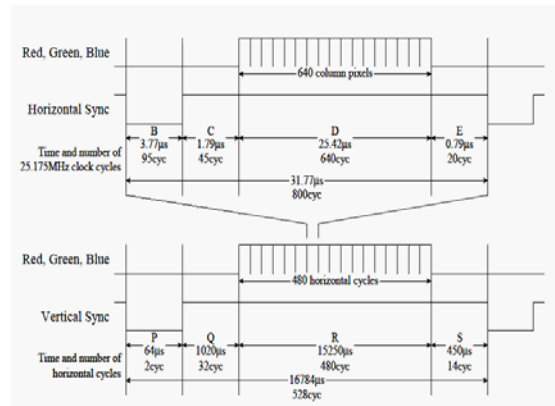 Red, Green, Blue
640 column pixels
Horizontal Sync
B C D E
Time and number of 3.77μs 1.79μs 25.42μs 0.79μs
25.175MHz clock cycles 95cyc 45cyc 640cyc 20cyc
31.77μs
800cyc
Red, Green, Blue
480 horizontal cycles
Vertical Sync
P Q R S
64μs 1020μs 15250μs 450μs
Time and number of 2cyc 32cyc 480cyc 14cyc
horizontal cycles
16784μs
528cyc